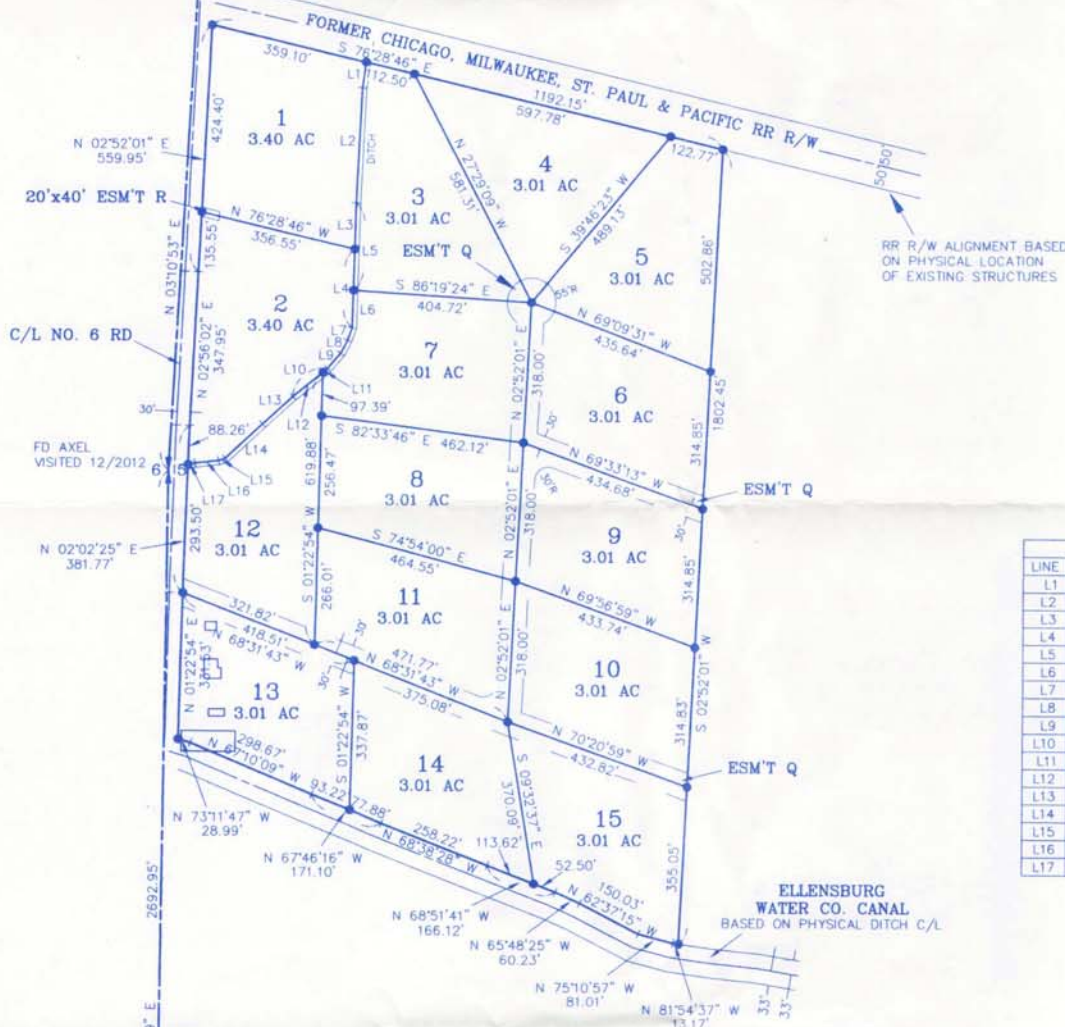 FORMER CHICAGO, MILWAUKEE, ST. PAUL & PACIFIC RR R/W
S 76°28'46" E
1192.15'
359.10'
L1
112.50'
597.78'
122.77'
50'
50'
RR R/W ALIGNMENT BASED
ON PHYSICAL LOCATION
OF EXISTING STRUCTURES
424.40'
1
3.40 AC
L2
DITCH
L3
N 02°52'01" E
559.95'
20'x40' ESM'T R
N 76°28'46" W
356.55'
L5
135.55'
N 03°10'53" E
N 27°29'09" W
581.31'
3
3.01 AC
ESM'T Q
4
3.01 AC
S 39°46'23" W
489.13'
5
3.01 AC
502.86'
55'R
L4
S 86°19'24" E
404.72'
L6
2
3.40 AC
C/L NO. 6 RD
N 02°56'02" E
347.95'
L7
L8
L9
L10
L11
L12
L13
L14
L15
L16
L17
97.39'
7
3.01 AC
N 69°09'31" W
435.64'
N 02°52'01" E
318.00'
6
3.01 AC
1802.45'
314.85'
30'
88.26'
FD AXEL
VISITED 12/2012
6
5
S 82°33'46" E 462.12'
30'
30'R
N 69°33'13" W
434.68'
ESM'T Q
30'
619.88'
256.47'
8
3.01 AC
N 02°52'01" E
318.00'
9
3.01 AC
314.85'
12
3.01 AC
293.50'
N 02°02'25" E
381.77'
S 01°22'54" W
266.01'
S 74°54'00" E
464.55'
N 69°56'59" W
433.74'
11
3.01 AC
N 02°52'01" E
318.00'
10
3.01 AC
314.83'
S 02°52'01" W
321.82'
418.51'
N 68°31'43" W
30'
30'
471.77'
N 68°31'43" W
375.08'
N 01°22'54" E
13
3.01 AC
S 01°22'54" W
337.87'
N 70°20'59" W
432.82'
ESM'T Q
298.67'
N 67°10'09" W
93.22'
77.88'
14
3.01 AC
S 09°32'37" E
370.09'
15
3.01 AC
355.05'
N 73°11'47" W
28.99'
N 67°46'16" W
171.10'
258.22'
N 68°38'28" W
113.62'
52.50'
150.03'
N 62°37'15" W
N 68°51'41" W
166.12'
N 65°48'25" W
60.23'
N 75°10'57" W
81.01'
N 81°54'37" W
13.17'
ELLENSBURG
WATER CO. CANAL
BASED ON PHYSICAL DITCH C/L
33'
33'
2692.95'
LINE
L1
L2
L3
L4
L5
L6
L7
L8
L9
L10
L11
L12
L13
L14
L15
L16
L17